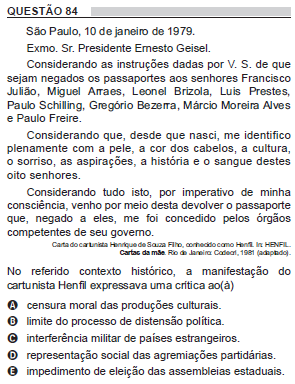 QUESTÃO 84
São Paulo, 10 de janeiro de 1979.
Exmo. Sr. Presidente Ernesto Geisel.
Considerando as instruções dadas por V. S. de que
sejam negados os passaportes aos senhores Francisco
Julião, Miguel Arraes, Leonel Brizola, Luis Prestes,
Paulo Schilling, Gregório Bezerra, Márcio Moreira Alves
e Paulo Freire.
Considerando que, desde que nasci, me identifico
plenamente com a pele, a cor dos cabelos, a cultura,
o sorriso, as aspirações, a história e o sangue destes
oito senhores.
Considerando tudo isto, por imperativo de minha
consciência, venho por meio desta devolver o passaporte
que, negado a eles, me foi concedido pelos órgãos
competentes de seu governo.
Carta do cartunista Henrique de Souza Filho, conhecido como Henfil. In: HENFIL.
Cartas da mãe. Rio de Janeiro: Codecri, 1981 (adaptado).
No referido contexto histórico, a manifestação do
cartunista Henfil expressava uma crítica ao(à)
A censura moral das produções culturais.
B limite do processo de distensão política.
C interferência militar de países estrangeiros.
D representação social das agremiações partidárias.
E impedimento de eleição das assembleias estaduais.